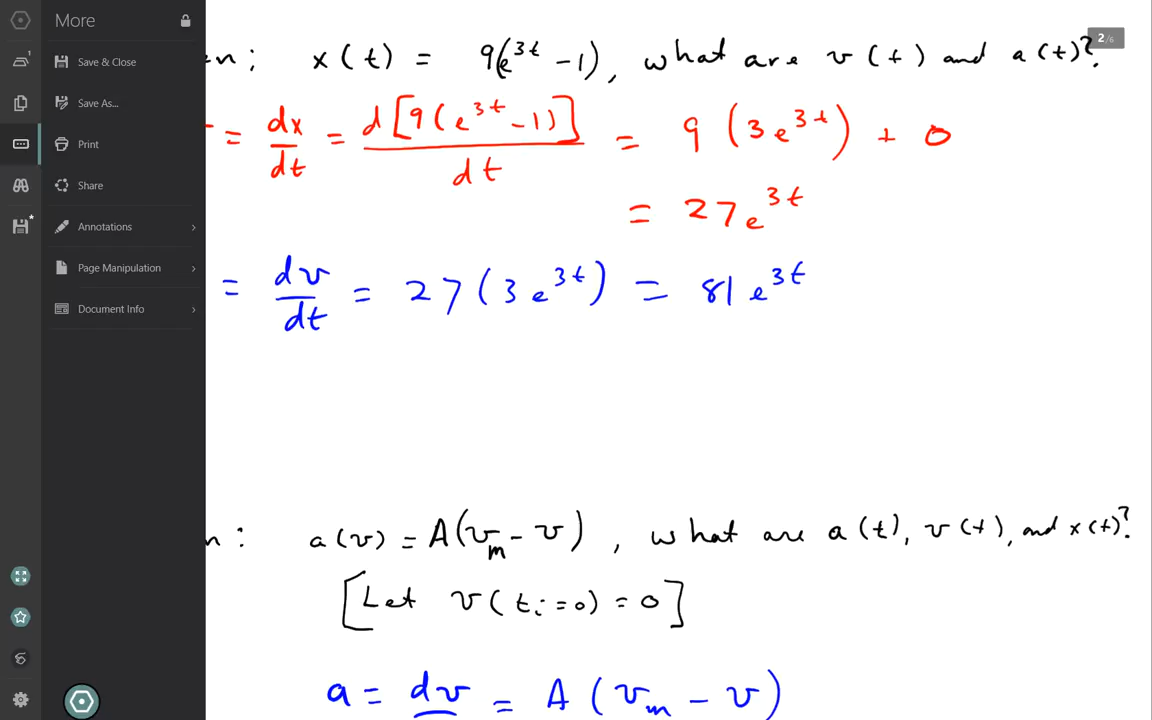 More
Save & Close
Save As...
Print
Share
Annotations
Page Manipulation
Document Info
2/6
en: x(t) = 9(e^3t - 1), what are v(t) and a(t)?
= dx/dt = d[9(e^3t - 1)]/dt = 9(3e^3t) + 0
= 27e^3t
= dv/dt = 27(3e^3t) = 81e^3t
n: a(v) = A(v_m - v), what are a(t), v(t), and x(t)?
[Let v(t_i = 0) = 0]
a = dv = A(v_m - v)